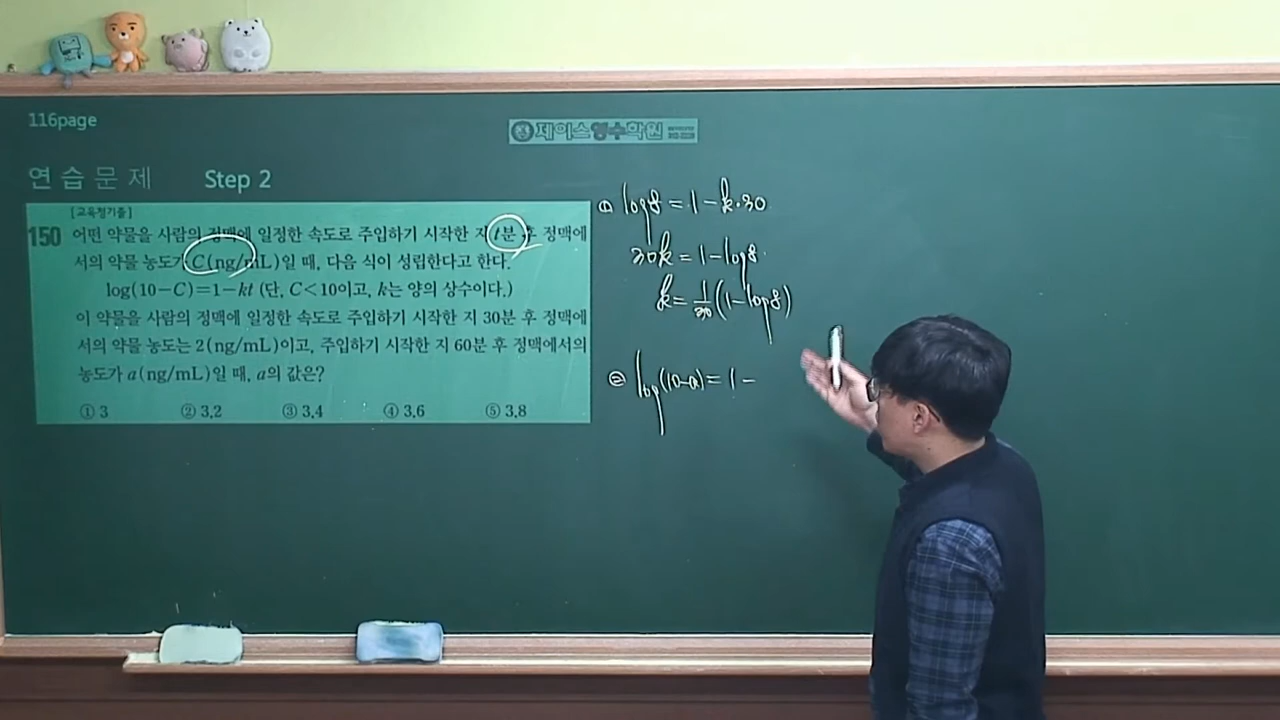 116page
제이스영수학원
연습문제 Step 2
[교육청기출]
150 어떤 약물을 사람의 정맥에 일정한 속도로 주입하기 시작한 지 t분 후 정맥에
서의 약물 농도가 C(ng/mL)일 때, 다음 식이 성립한다고 한다.
log(10-C)=1-kt (단, C<10이고, k는 양의 상수이다.)
이 약물을 사람의 정맥에 일정한 속도로 주입하기 시작한 지 30분 후 정맥에
서의 약물 농도는 2(ng/mL)이고, 주입하기 시작한 지 60분 후 정맥에서의
농도가 a(ng/mL)일 때, a의 값은?
① 3 ② 3.2 ③ 3.4 ④ 3.6 ⑤ 3.8
① log8 = 1 - k·30
30k = 1 - log8
k = 1/30 (1 - log8)
② log(10-a) = 1 -